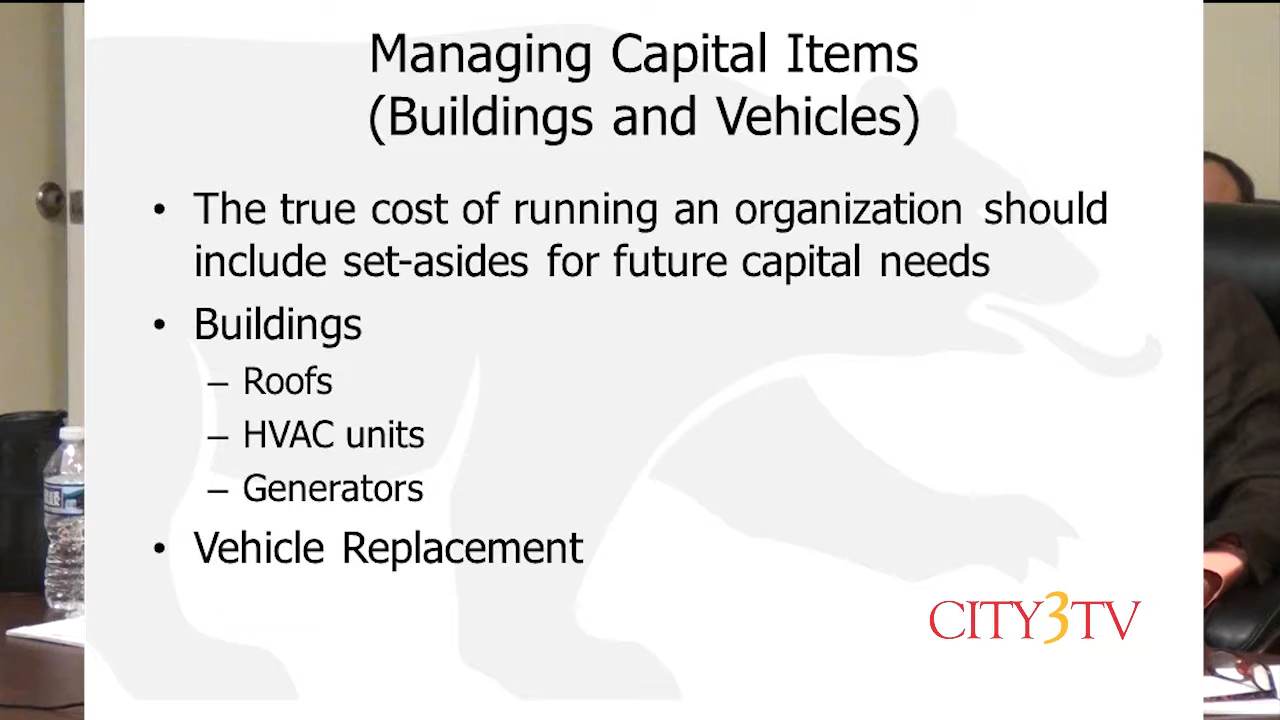 Managing Capital Items
(Buildings and Vehicles)
• The true cost of running an organization should
include set-asides for future capital needs
• Buildings
– Roofs
– HVAC units
– Generators
• Vehicle Replacement
CITY3TV